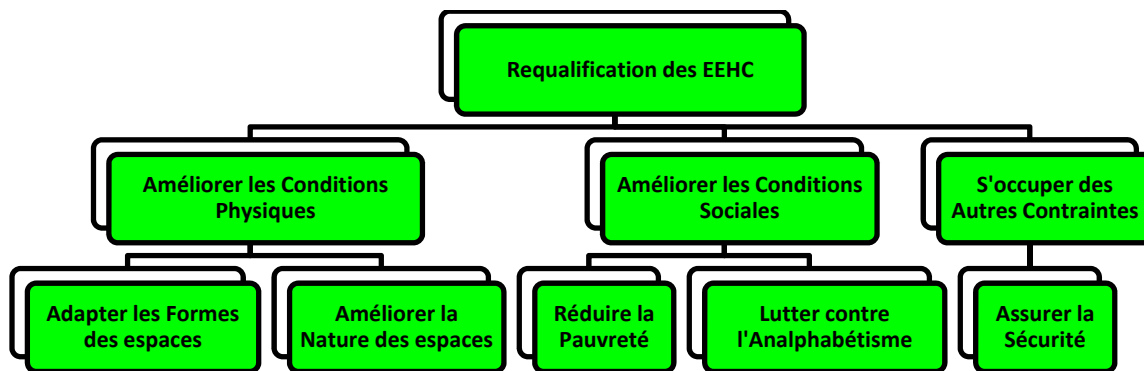 Requalification des EEHC
Améliorer les Conditions
Physiques
Améliorer les Conditions
Sociales
S'occuper des
Autres Contraintes
Adapter les Formes
des espaces
Améliorer la
Nature des espaces
Réduire la
Pauvreté
Lutter contre
l'Analphabétisme
Assurer la
Sécurité